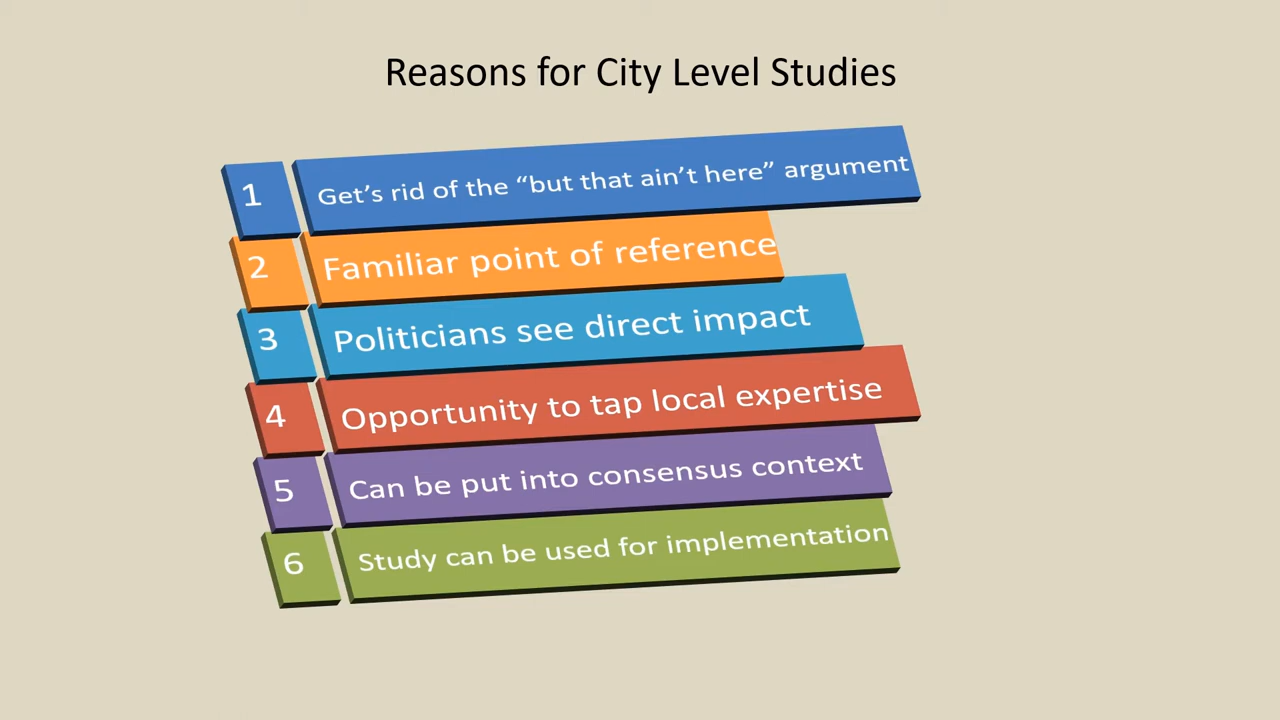 Reasons for City Level Studies
1 Get’s rid of the “but that ain’t here” argument
2 Familiar point of reference
3 Politicians see direct impact
4 Opportunity to tap local expertise
5 Can be put into consensus context
6 Study can be used for implementation